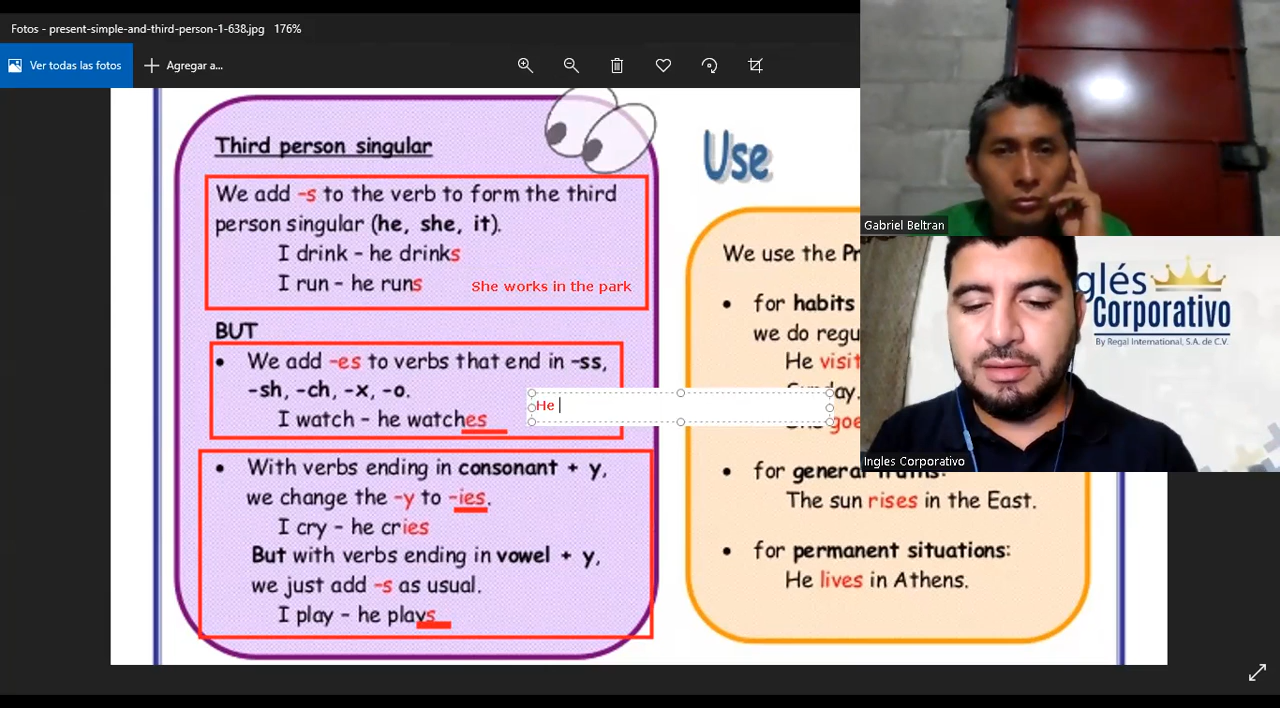 Fotos - present-simple-and-third-person-1-638.jpg 176%
Ver todas las fotos
Agregar a...
Third person singular
We add -s to the verb to form the third
person singular (he, she, it).
I drink - he drinks
I run - he runs
She works in the park
BUT
We add -es to verbs that end in -ss,
-sh, -ch, -x, -o.
I watch - he watches
He
With verbs ending in consonant + y,
we change the -y to -ies.
I cry - he cries
But with verbs ending in vowel + y,
we just add -s as usual.
I play - he plays
Use
We use the
for habits
we do
He
for general
The sun rises in the East.
for permanent situations:
He lives in Athens.
Gabriel Beltran
Corporativo
By Regal International, S.A. de C.V.
Ingles Corporativo